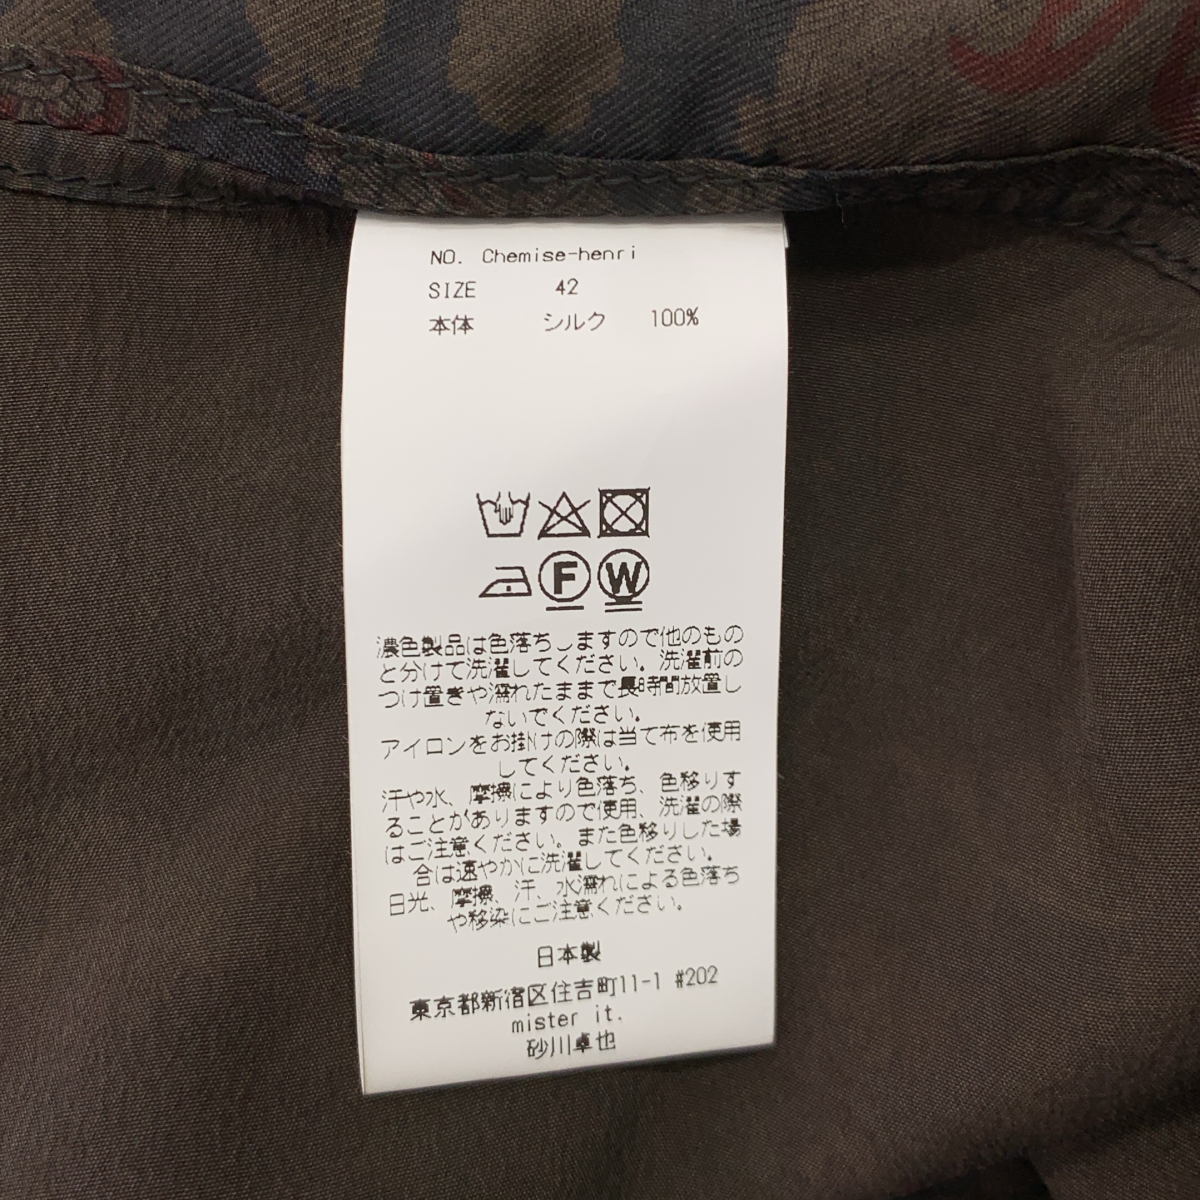 NO. Chemise-henri
SIZE 42
本体 シルク 100%
F W
濃色製品は色落ちしますので他のもの
と分けて洗濯してください。洗濯前の
つけ置きや濡れたままで長時間放置し
ないでください。
アイロンをお掛けの際は当て布を使用
してください。
汗や水、摩擦により色落ち、色移りす
ることがありますので使用、洗濯の際
はご注意ください。また色移りした場
合は速やかに洗濯してください。
日光、摩擦、汗、水濡れによる色落ち
や移染にご注意ください。
日本製
東京都新宿区住吉町11-1 #202
mister it.
砂川卓也